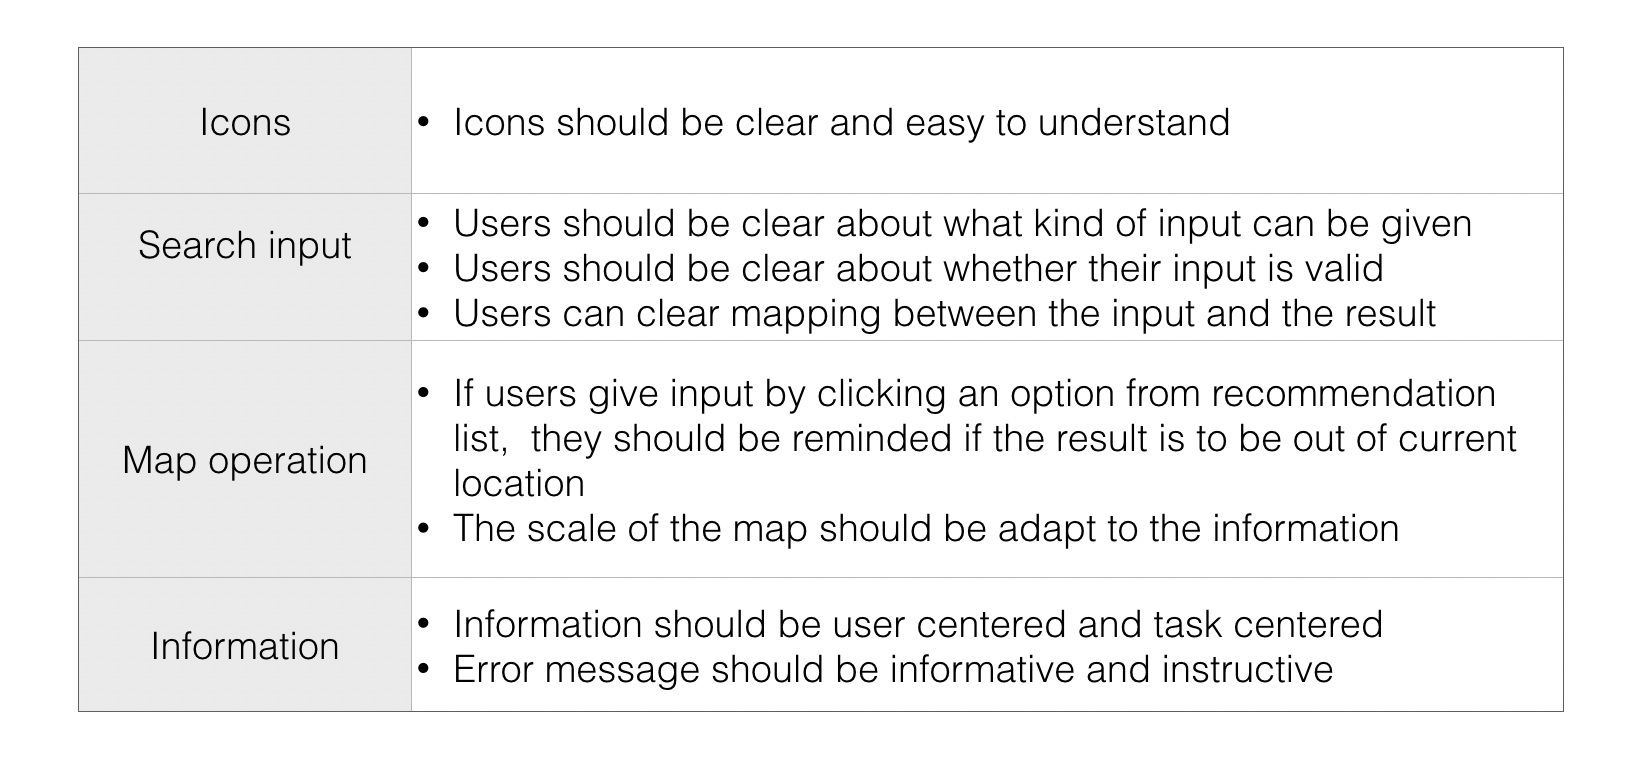 Icons
• Icons should be clear and easy to understand
Search input
• Users should be clear about what kind of input can be given
• Users should be clear about whether their input is valid
• Users can clear mapping between the input and the result
Map operation
• If users give input by clicking an option from recommendation
list,  they should be reminded if the result is to be out of current
location
• The scale of the map should be adapt to the information
Information
• Information should be user centered and task centered
• Error message should be informative and instructive